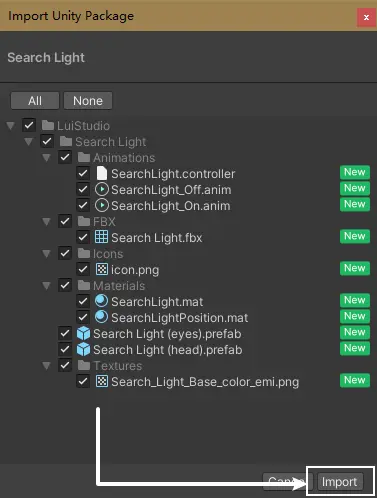 Import Unity Package
x
Search Light
All None
LuiStudio
Search Light
Animations
SearchLight.controller New
SearchLight_Off.anim New
SearchLight_On.anim New
FBX
Search Light.fbx New
Icons
icon.png New
Materials
SearchLight.mat New
SearchLightPosition.mat New
Search Light (eyes).prefab New
Search Light (head).prefab New
Textures
Search_Light_Base_color_emi.png New
Import